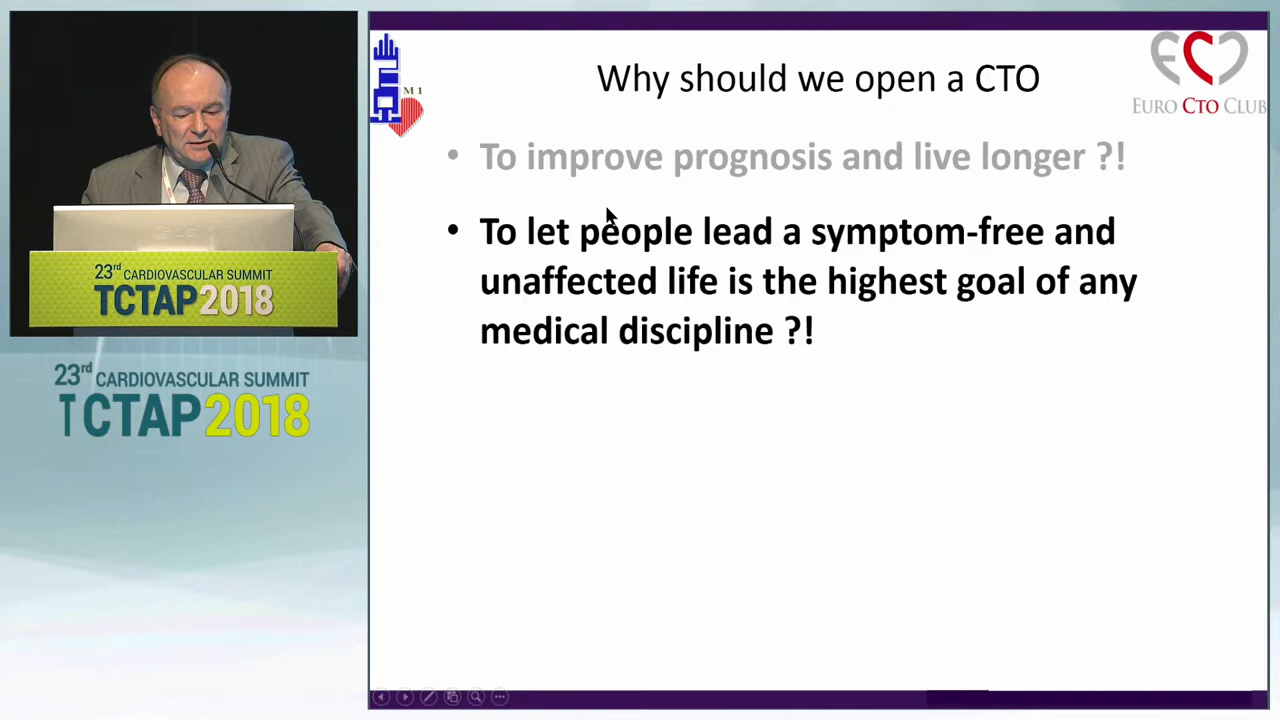 23rd CARDIOVASCULAR SUMMIT
TCTAP 2018
23rd CARDIOVASCULAR SUMMIT
TCTAP 2018
M1
Why should we open a CTO
EURO CTO CLUB
• To improve prognosis and live longer ?!
• To let people lead a symptom-free and
unaffected life is the highest goal of any
medical discipline ?!